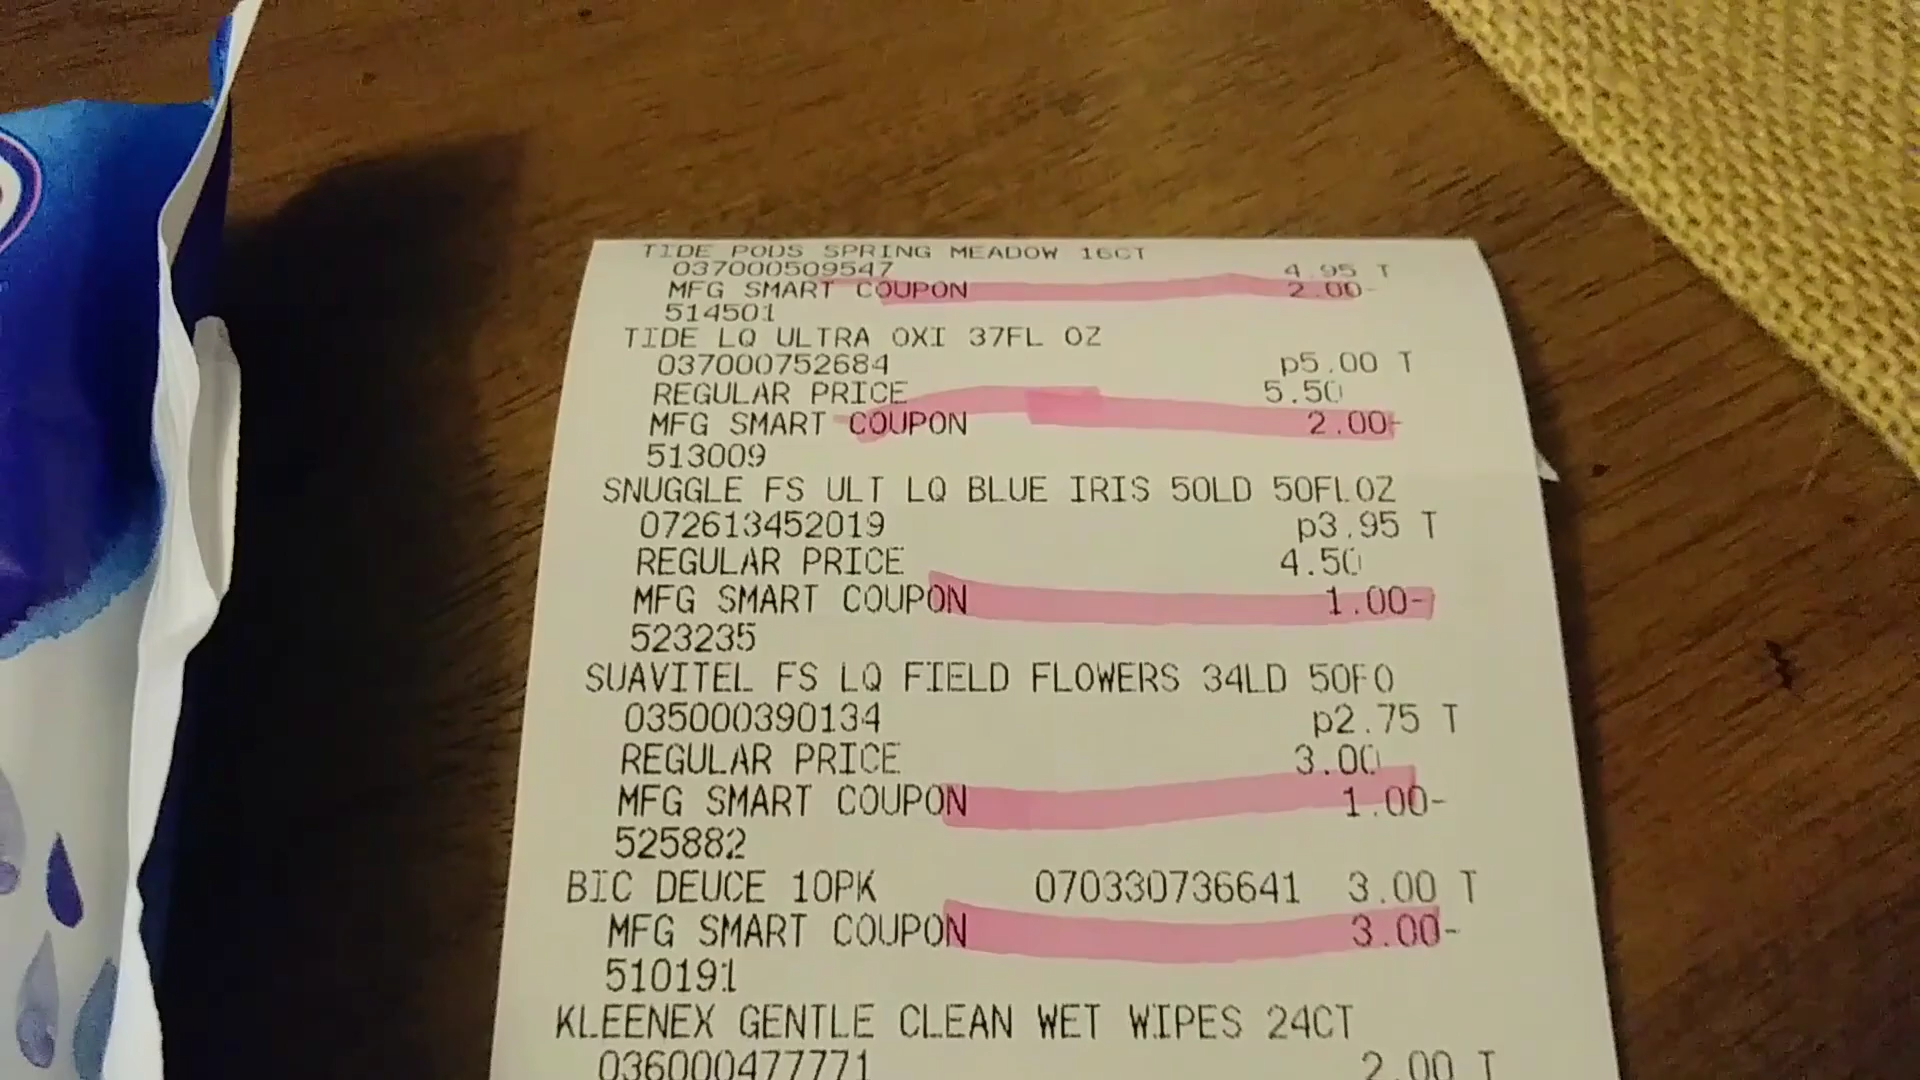 TIDE PODS SPRING MEADOW 16CT
037000509547 4.95 T
MFG SMART COUPON 2.00-
514501
TIDE LQ ULTRA OXI 37FL OZ
037000752684 p5.00 T
REGULAR PRICE 5.50
MFG SMART COUPON 2.00-
513009
SNUGGLE FS ULT LQ BLUE IRIS 50LD 50FLOZ
072613452019 p3.95 T
REGULAR PRICE 4.50
MFG SMART COUPON 1.00-
523235
SUAVITEL FS LQ FIELD FLOWERS 34LD 50FO
035000390134 p2.75 T
REGULAR PRICE 3.00
MFG SMART COUPON 1.00-
525882
BIC DEUCE 10PK 070330736641 3.00 T
MFG SMART COUPON 3.00-
510191
KLEENEX GENTLE CLEAN WET WIPES 24CT
036000477771 2.00 T